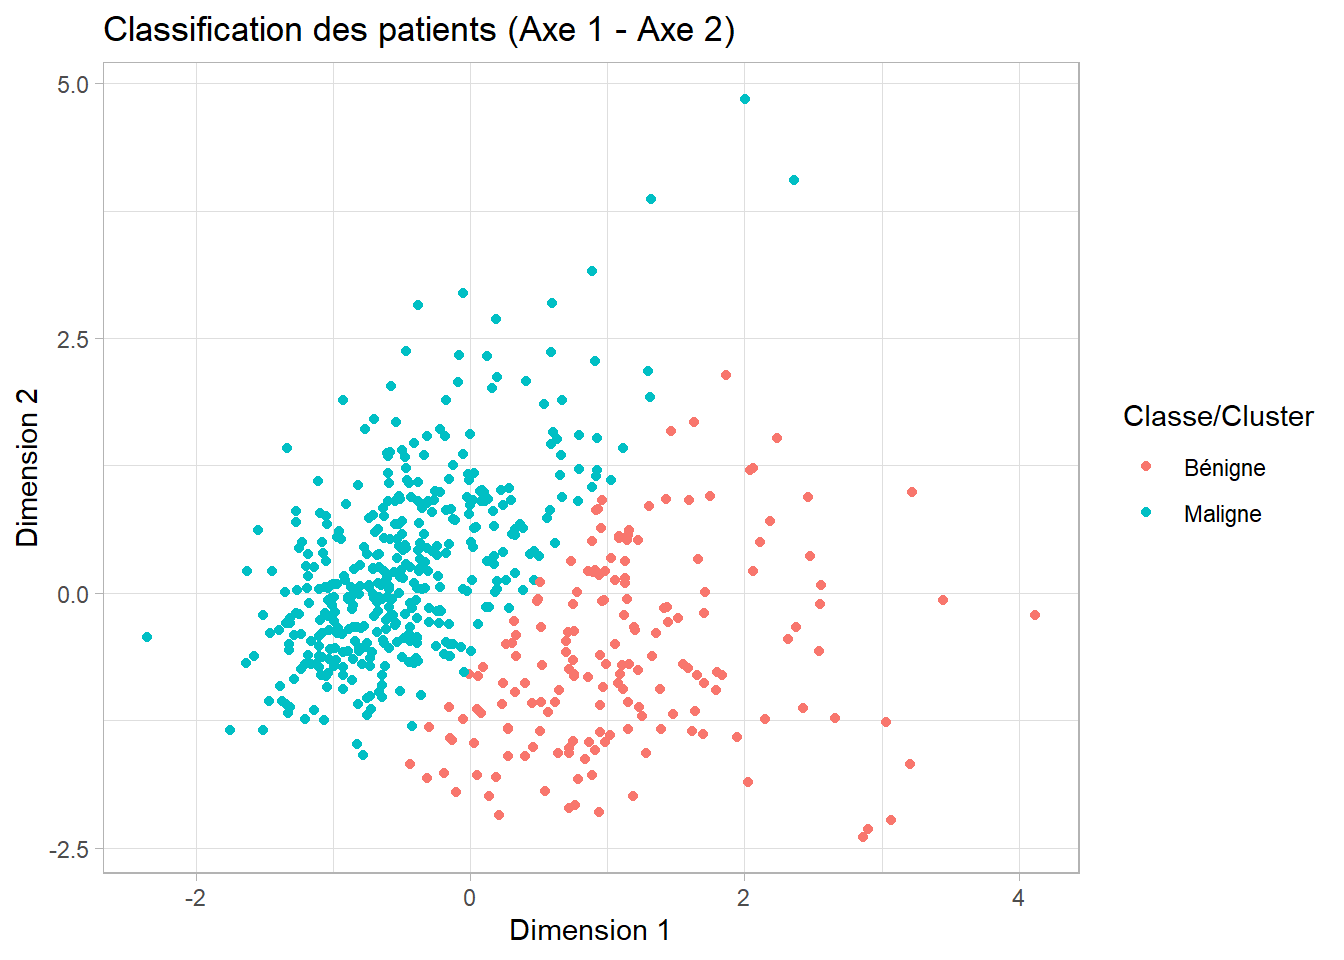 Classification des patients (Axe 1 - Axe 2)
5.0
2.5
0.0
-2.5
Dimension 2
-2
0
2
4
Dimension 1
Classe/Cluster
Bénigne
Maligne